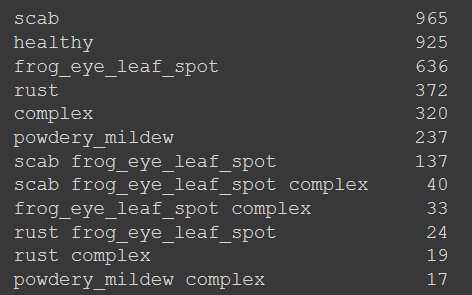 scab 965
healthy 925
frog_eye_leaf_spot 636
rust 372
complex 320
powdery_mildew 237
scab frog_eye_leaf_spot 137
scab frog_eye_leaf_spot complex 40
frog_eye_leaf_spot complex 33
rust frog_eye_leaf_spot 24
rust complex 19
powdery_mildew complex 17